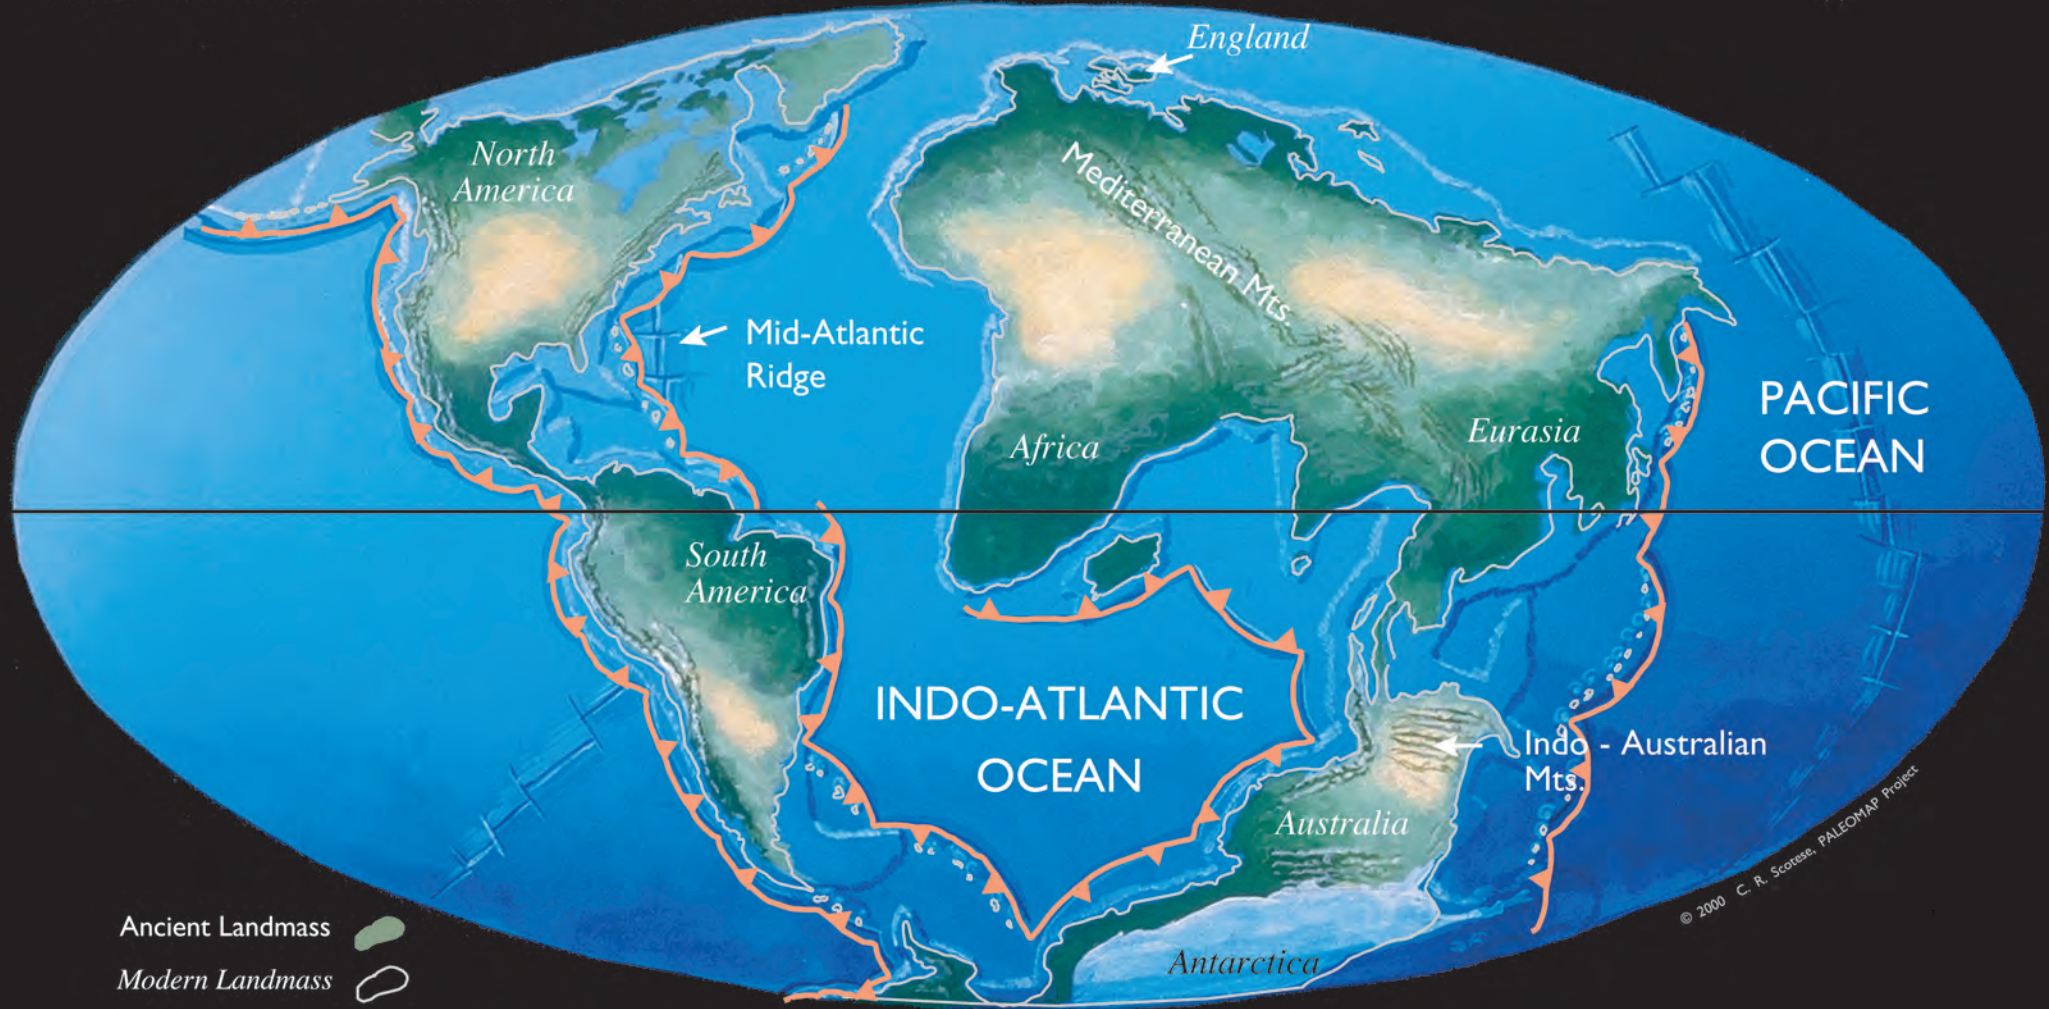 England
North
America
Mediterranean Mts.
Mid-Atlantic
Ridge
PACIFIC
OCEAN
Africa
Eurasia
South
America
INDO-ATLANTIC
OCEAN
Indo - Australian
Mts.
Australia
© 2000 C. R. Scotese, PALEOMAP Project
Ancient Landmass
Antarctica
Modern Landmass